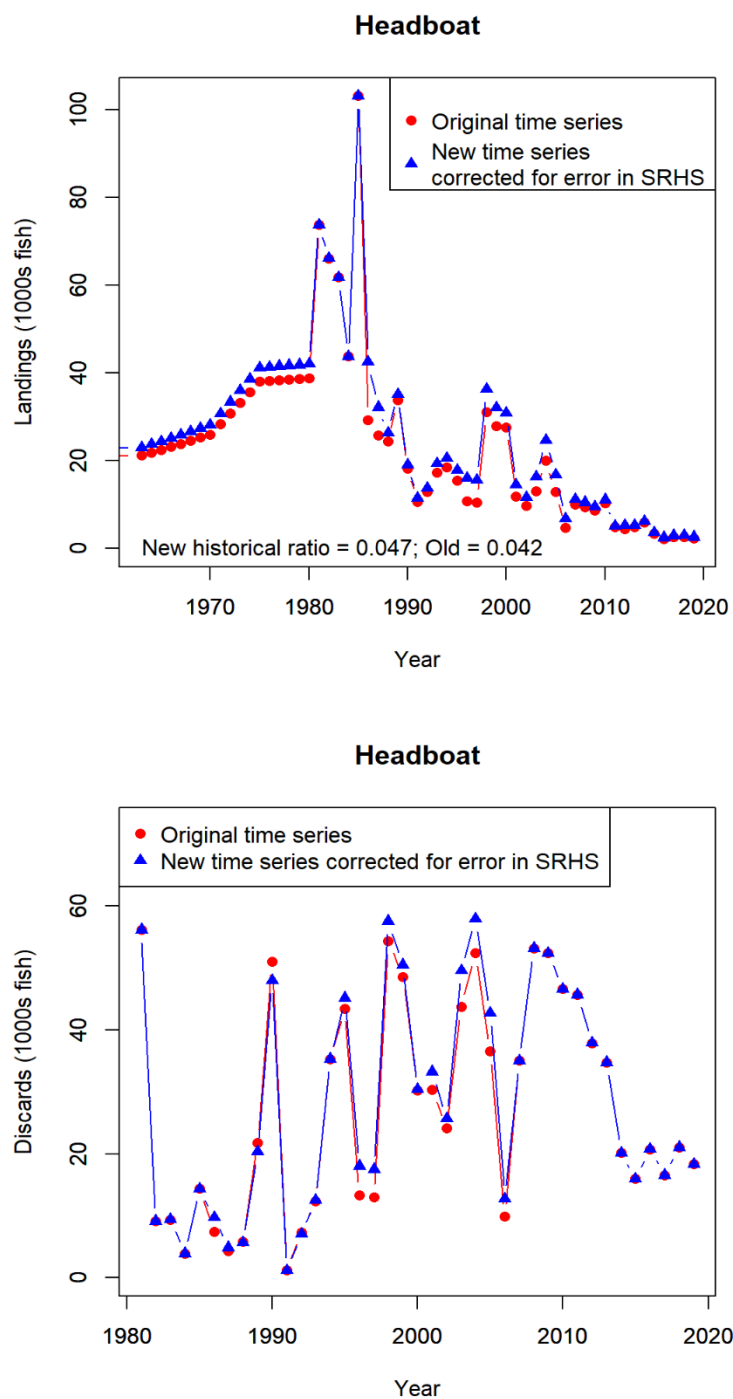 Headboat
Landings (1000s fish)
100
80
60
40
20
0
Original time series
New time series
corrected for error in SRHS
New historical ratio = 0.047; Old = 0.042
1970
1980
1990
2000
2010
2020
Year
Headboat
Discards (1000s fish)
60
40
20
0
Original time series
New time series corrected for error in SRHS
1980
1990
2000
2010
2020
Year